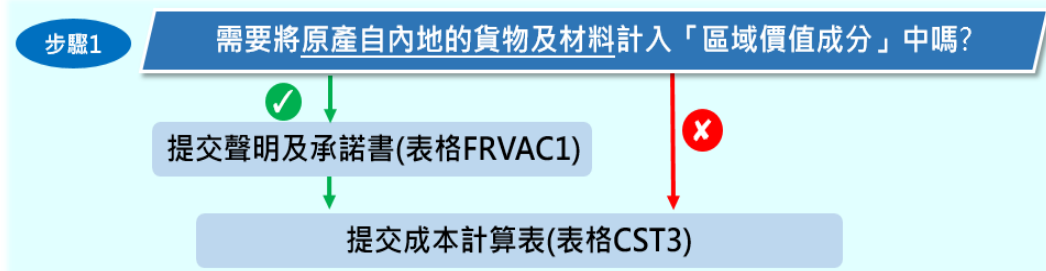 步驟1
需要將原產自內地的貨物及材料計入「區域價值成分」中嗎?
提交聲明及承諾書(表格FRVAC1)
提交成本計算表(表格CST3)